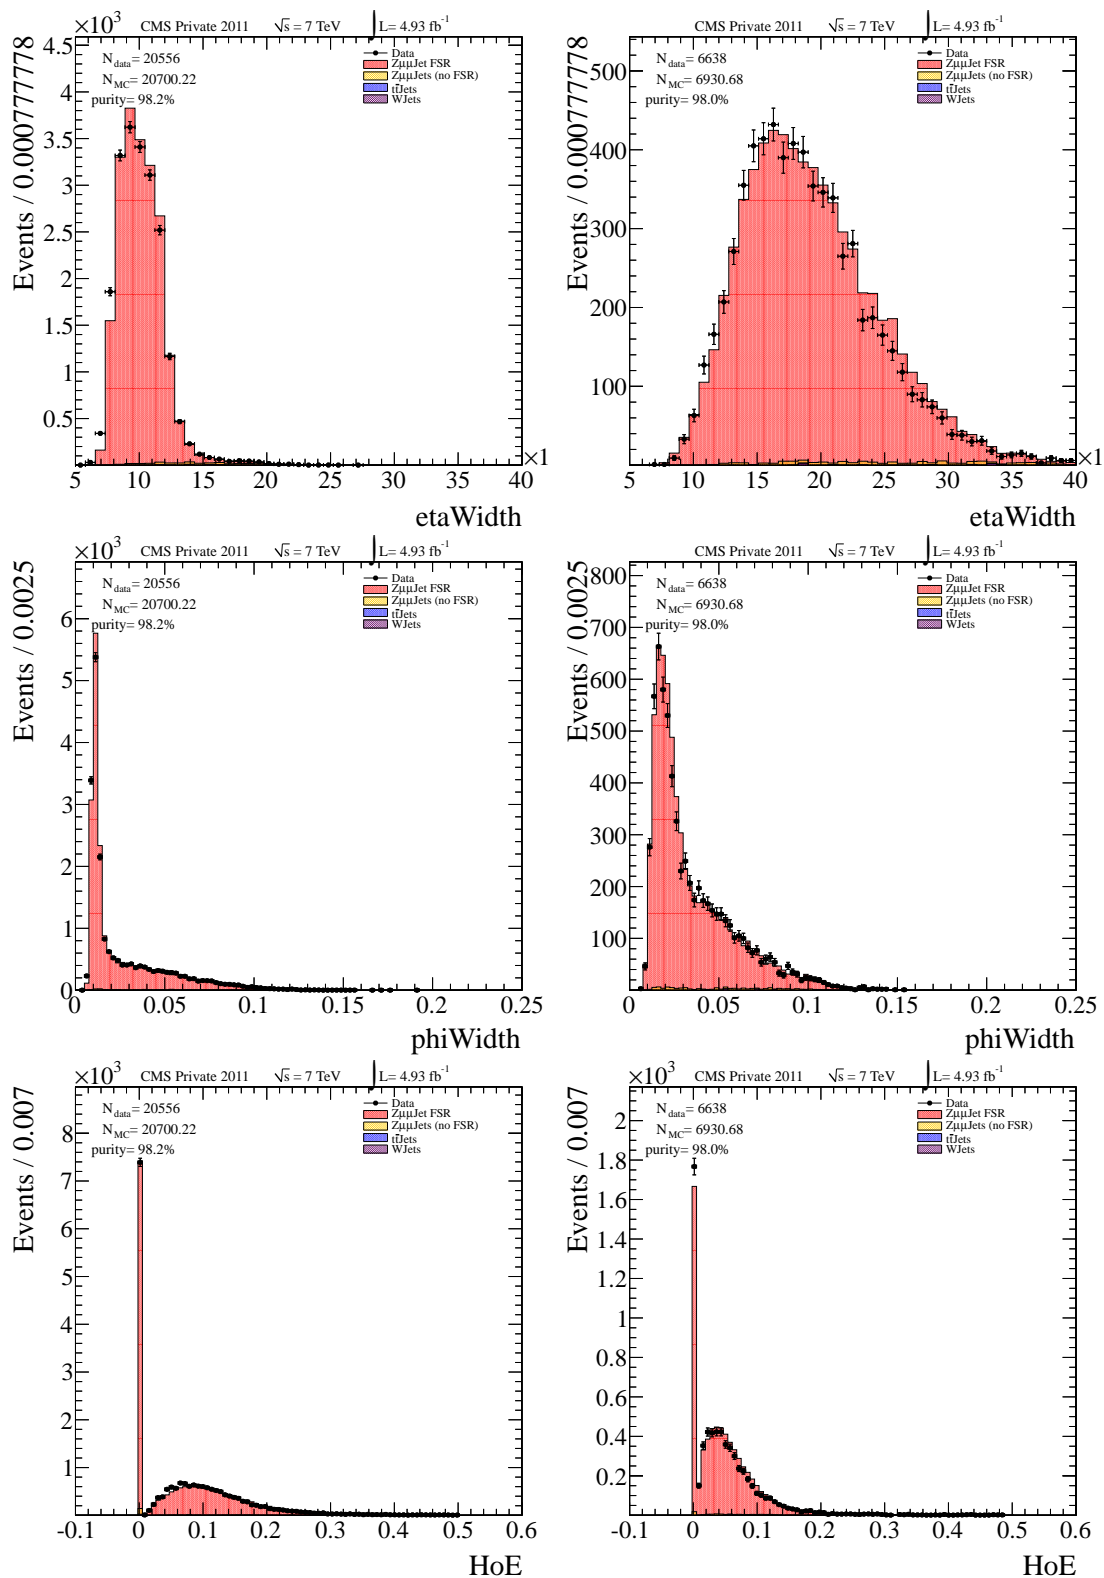 ×10³ CMS Private 2011 √s = 7 TeV ∫ L= 4.93 fb⁻¹
N_data= 20556
N_MC= 20700.22
purity= 98.2%
Data
ZμμJet FSR
ZμμJets (no FSR)
tt̄Jets
WJets
Events / 0.000777778
4.5
4
3.5
3
2.5
2
1.5
1
0.5
5 10 15 20 25 30 35 40 ×1
etaWidth
CMS Private 2011 √s = 7 TeV ∫ L= 4.93 fb⁻¹
N_data= 6638
N_MC= 6930.68
purity= 98.0%
Data
ZμμJet FSR
ZμμJets (no FSR)
tt̄Jets
WJets
Events / 0.000777778
500
400
300
200
100
5 10 15 20 25 30 35 40 ×1
etaWidth
×10³ CMS Private 2011 √s = 7 TeV ∫ L= 4.93 fb⁻¹
N_data= 20556
N_MC= 20700.22
purity= 98.2%
Data
ZμμJet FSR
ZμμJets (no FSR)
tt̄Jets
WJets
Events / 0.0025
6
5
4
3
2
1
0
0 0.05 0.1 0.15 0.2 0.25
phiWidth
CMS Private 2011 √s = 7 TeV ∫ L= 4.93 fb⁻¹
N_data= 6638
N_MC= 6930.68
purity= 98.0%
Data
ZμμJet FSR
ZμμJets (no FSR)
tt̄Jets
WJets
Events / 0.0025
800
700
600
500
400
300
200
100
0 0.05 0.1 0.15 0.2 0.25
phiWidth
×10³ CMS Private 2011 √s = 7 TeV ∫ L= 4.93 fb⁻¹
N_data= 20556
N_MC= 20700.22
purity= 98.2%
Data
ZμμJet FSR
ZμμJets (no FSR)
tt̄Jets
WJets
Events / 0.007
8
7
6
5
4
3
2
1
-0.1 0 0.1 0.2 0.3 0.4 0.5 0.6
HoE
×10³ CMS Private 2011 √s = 7 TeV ∫ L= 4.93 fb⁻¹
N_data= 6638
N_MC= 6930.68
purity= 98.0%
Data
ZμμJet FSR
ZμμJets (no FSR)
tt̄Jets
WJets
Events / 0.007
2
1.8
1.6
1.4
1.2
1
0.8
0.6
0.4
0.2
-0.1 0 0.1 0.2 0.3 0.4 0.5 0.6
HoE